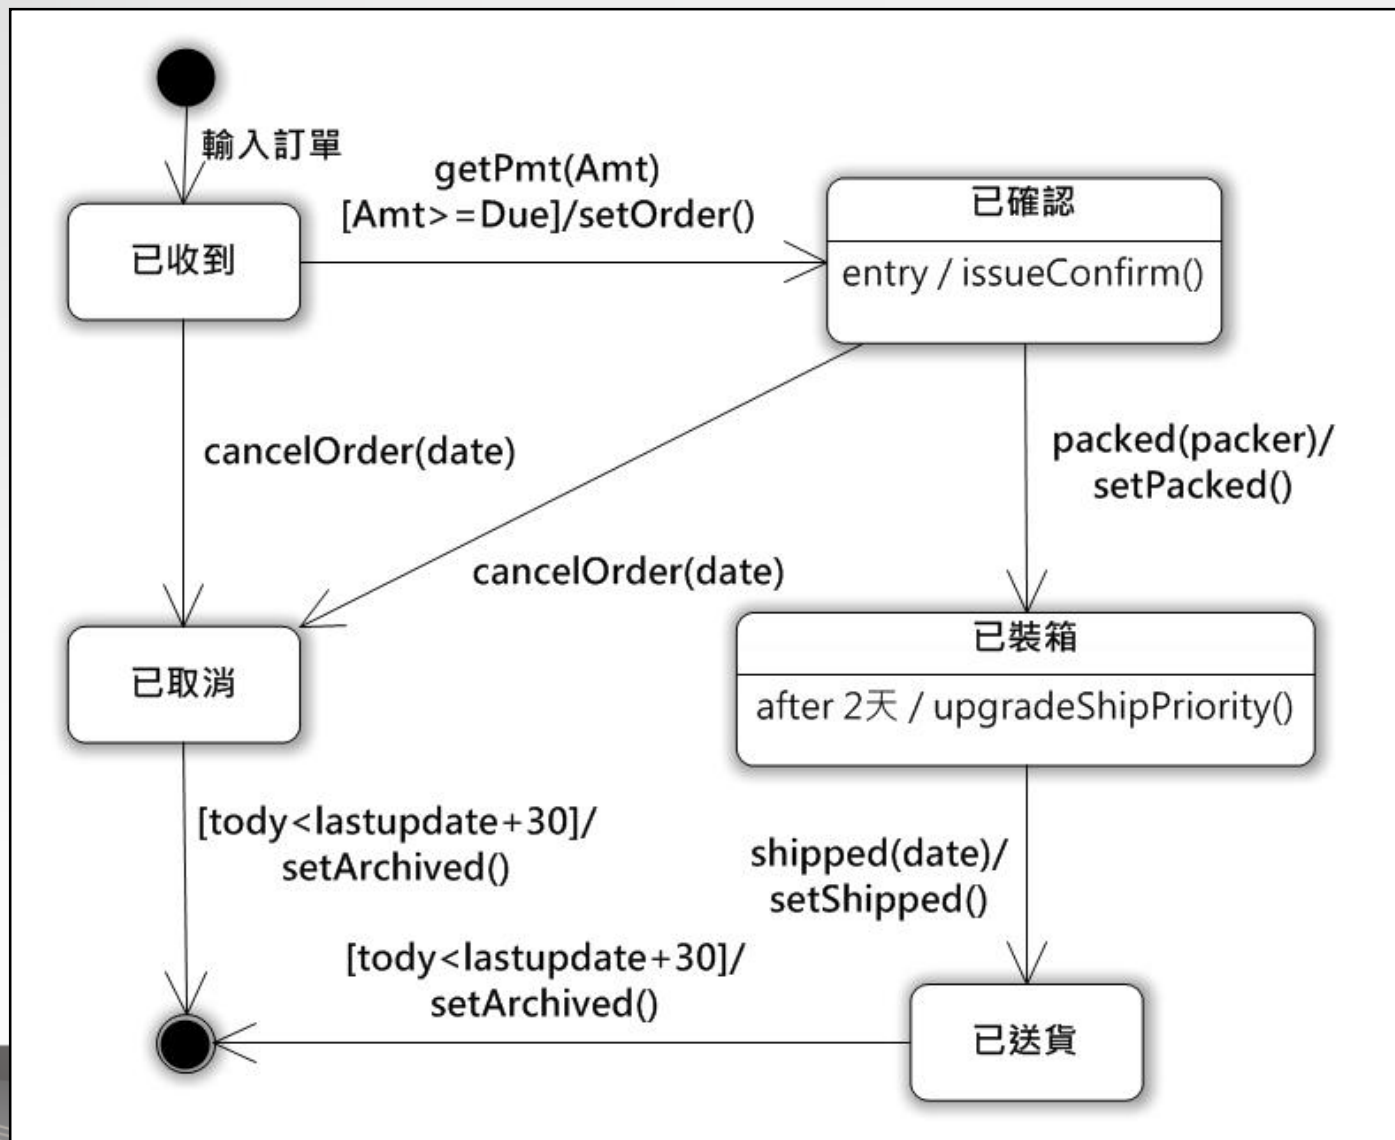 輸入訂單
getPmt(Amt)
[Amt>=Due]/setOrder()
已收到
已確認
entry / issueConfirm()
cancelOrder(date)
packed(packer)/
setPacked()
cancelOrder(date)
已取消
已裝箱
after 2天 / upgradeShipPriority()
[tody<lastupdate+30]/
setArchived()
shipped(date)/
setShipped()
[tody<lastupdate+30]/
setArchived()
已送貨